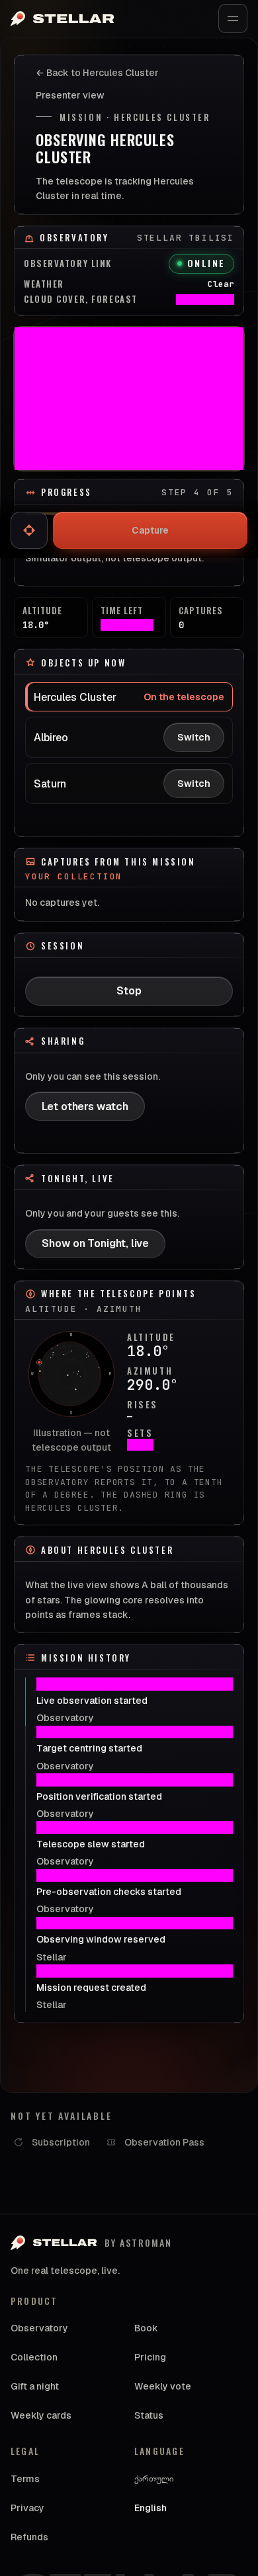 STELLAR
← Back to Hercules Cluster
Presenter view
MISSION · HERCULES CLUSTER
OBSERVING HERCULES
CLUSTER
The telescope is tracking Hercules
Cluster in real time.
OBSERVATORY
STELLAR TBILISI
OBSERVATORY LINK
ONLINE
WEATHER
Clear
CLOUD COVER, FORECAST
PROGRESS
STEP 4 OF 5
Capture
Simulator output, not telescope output.
ALTITUDE
18.0°
TIME LEFT
CAPTURES
0
OBJECTS UP NOW
Hercules Cluster
On the telescope
Albireo
Switch
Saturn
Switch
CAPTURES FROM THIS MISSION
YOUR COLLECTION
No captures yet.
SESSION
Stop
SHARING
Only you can see this session.
Let others watch
TONIGHT, LIVE
Only you and your guests see this.
Show on Tonight, live
WHERE THE TELESCOPE POINTS
ALTITUDE · AZIMUTH
ALTITUDE
18.0°
AZIMUTH
290.0°
RISES
—
SETS
Illustration — not
telescope output
THE TELESCOPE'S POSITION AS THE
OBSERVATORY REPORTS IT, TO A TENTH
OF A DEGREE. THE DASHED RING IS
HERCULES CLUSTER.
ABOUT HERCULES CLUSTER
What the live view shows A ball of thousands
of stars. The glowing core resolves into
points as frames stack.
MISSION HISTORY
Live observation started
Observatory
Target centring started
Observatory
Position verification started
Observatory
Telescope slew started
Observatory
Pre-observation checks started
Observatory
Observing window reserved
Stellar
Mission request created
Stellar
NOT YET AVAILABLE
Subscription
Observation Pass
STELLAR BY ASTROMAN
One real telescope, live.
PRODUCT
Observatory
Book
Collection
Pricing
Gift a night
Weekly vote
Weekly cards
Status
LEGAL
LANGUAGE
Terms
ქართული
Privacy
English
Refunds